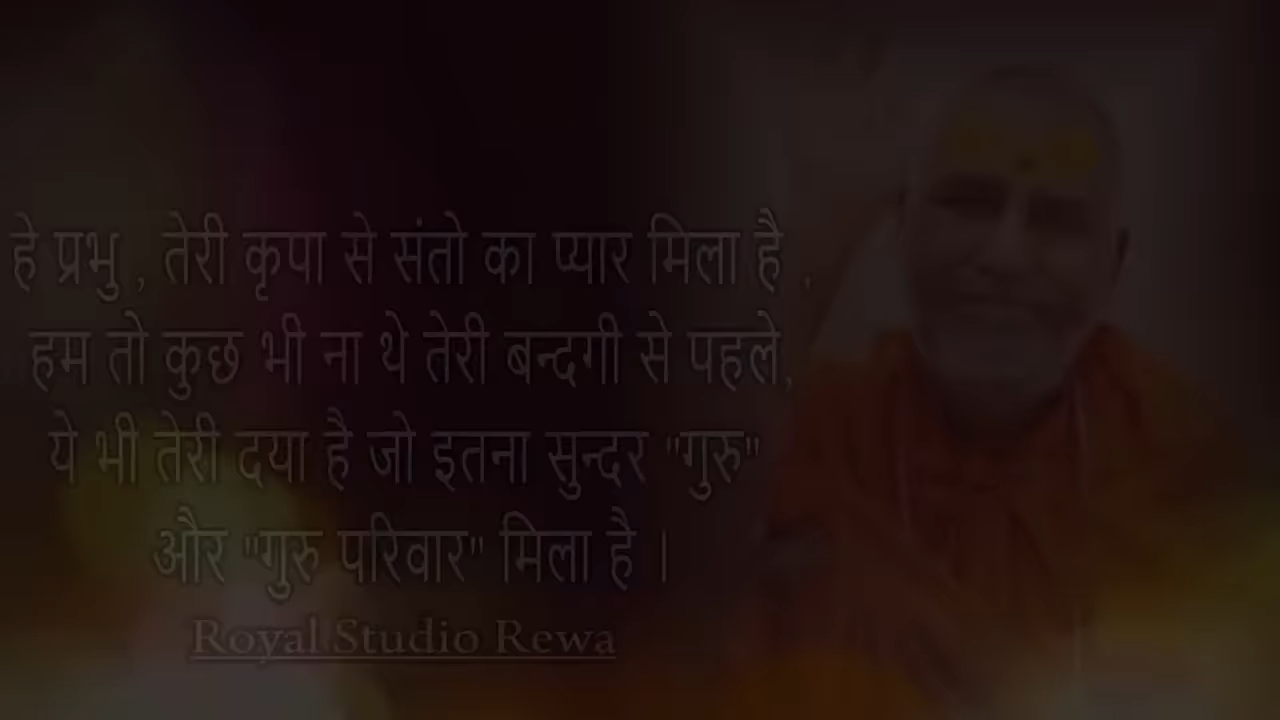 हे प्रभु , तेरी कृपा से संतो का प्यार मिला है ,
हम तो कुछ भी ना थे तेरी बन्दगी से पहले,
ये भी तेरी दया है जो इतना सुन्दर "गुरु"
और "गुरु परिवार" मिला है ।
Royal Studio Rewa